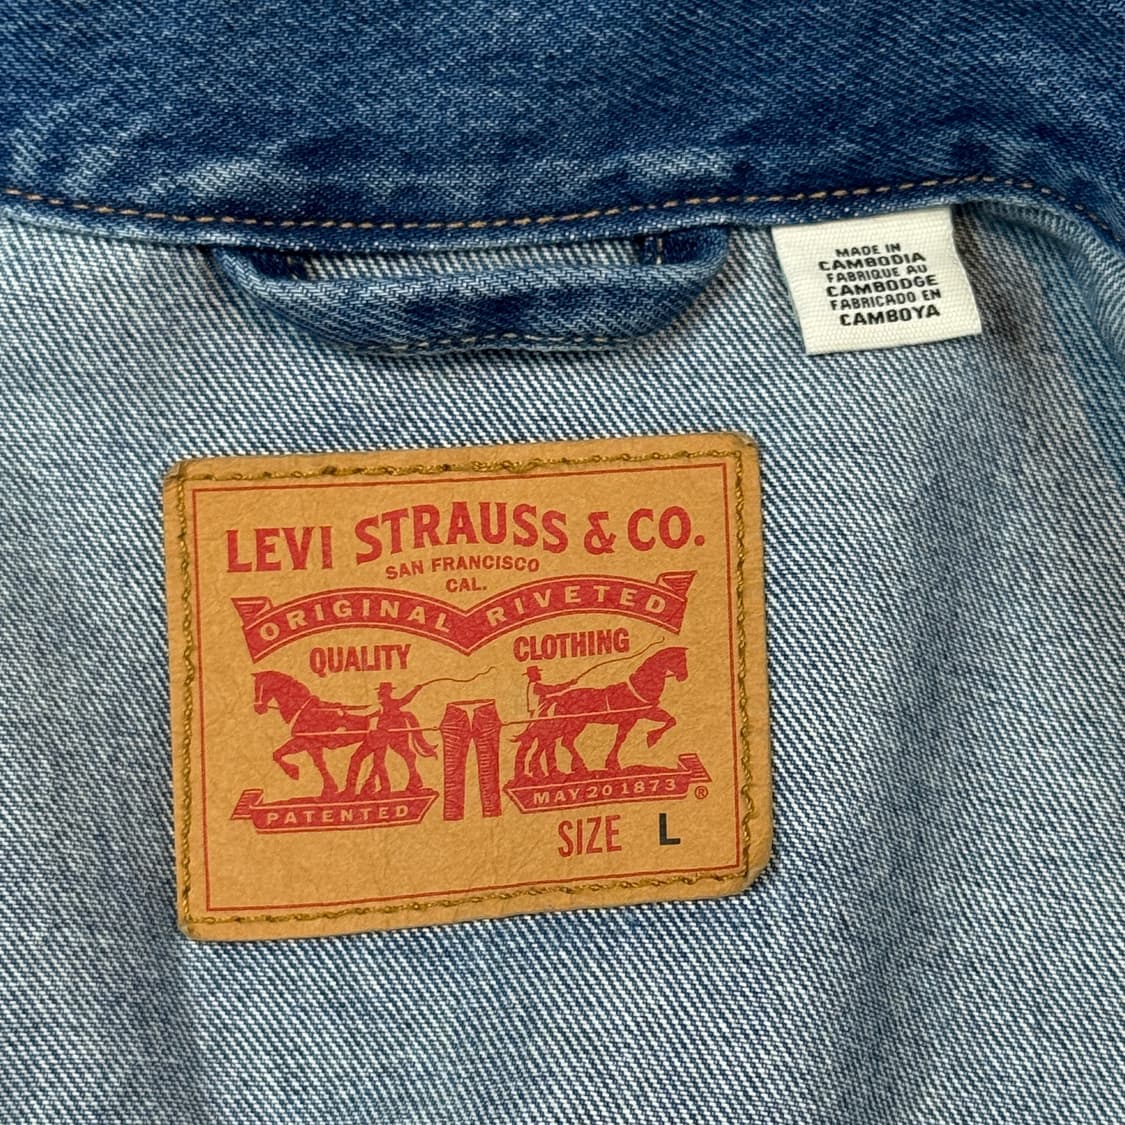 MADE IN
CAMBODIA
FABRIQUE AU
CAMBODGE
FABRICADO EN
CAMBOYA
LEVI STRAUSS & CO.
SAN FRANCISCO
CAL.
ORIGINAL RIVETED
QUALITY CLOTHING
PATENTED MAY 20 1873 ®
SIZE L